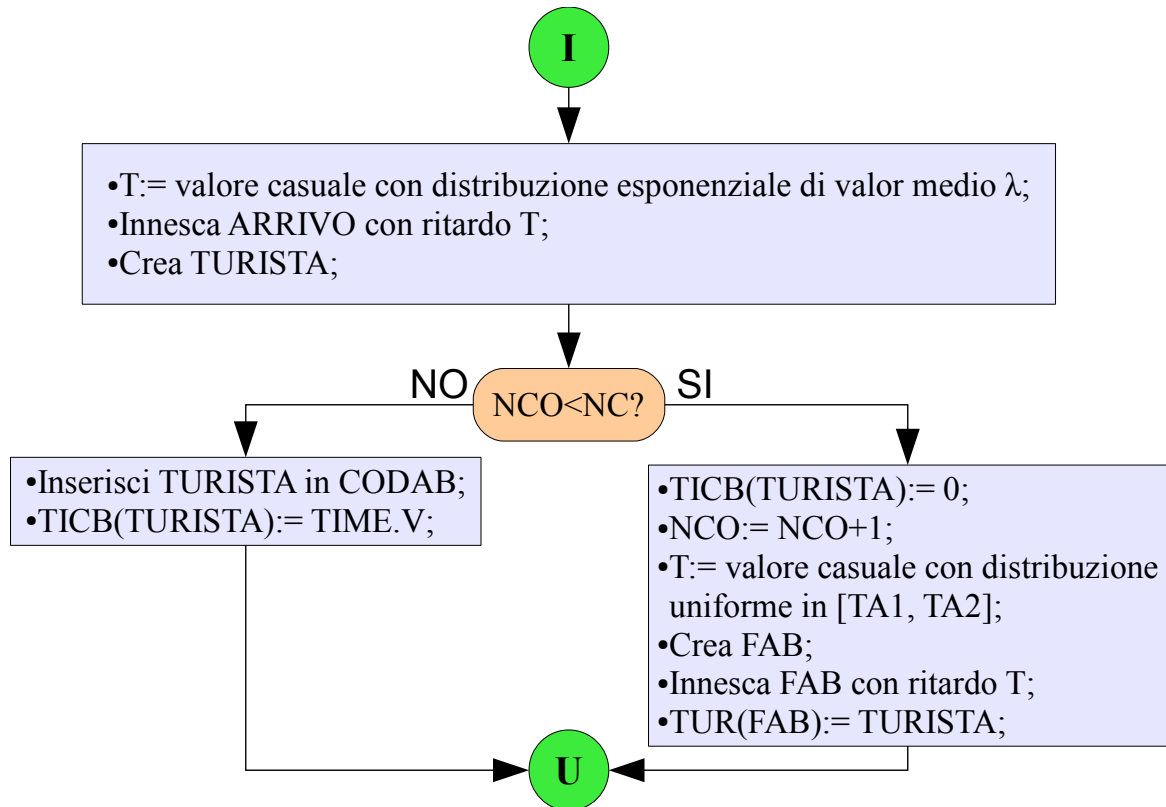 I
•T:= valore casuale con distribuzione esponenziale di valor medio λ;
•Innesca ARRIVO con ritardo T;
•Crea TURISTA;
NO
NCO<NC?
SI
•Inserisci TURISTA in CODAB;
•TICB(TURISTA):= TIME.V;
•TICB(TURISTA):= 0;
•NCO:= NCO+1;
•T:= valore casuale con distribuzione
uniforme in [TA1, TA2];
•Crea FAB;
•Innesca FAB con ritardo T;
•TUR(FAB):= TURISTA;
U